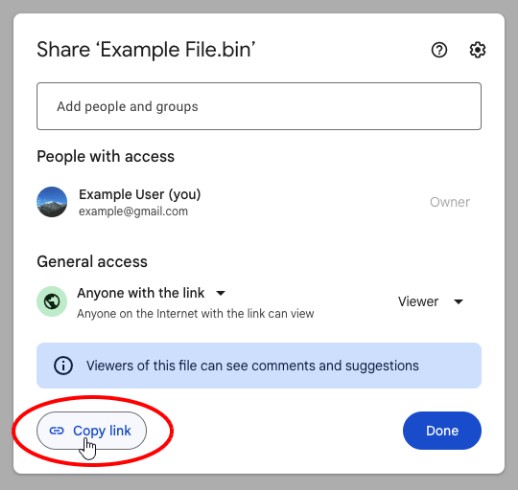 Share ‘Example File.bin’
Add people and groups
People with access
Example User (you)
example@gmail.com
Owner
General access
Anyone with the link
Anyone on the Internet with the link can view
Viewer
Viewers of this file can see comments and suggestions
Copy link
Done